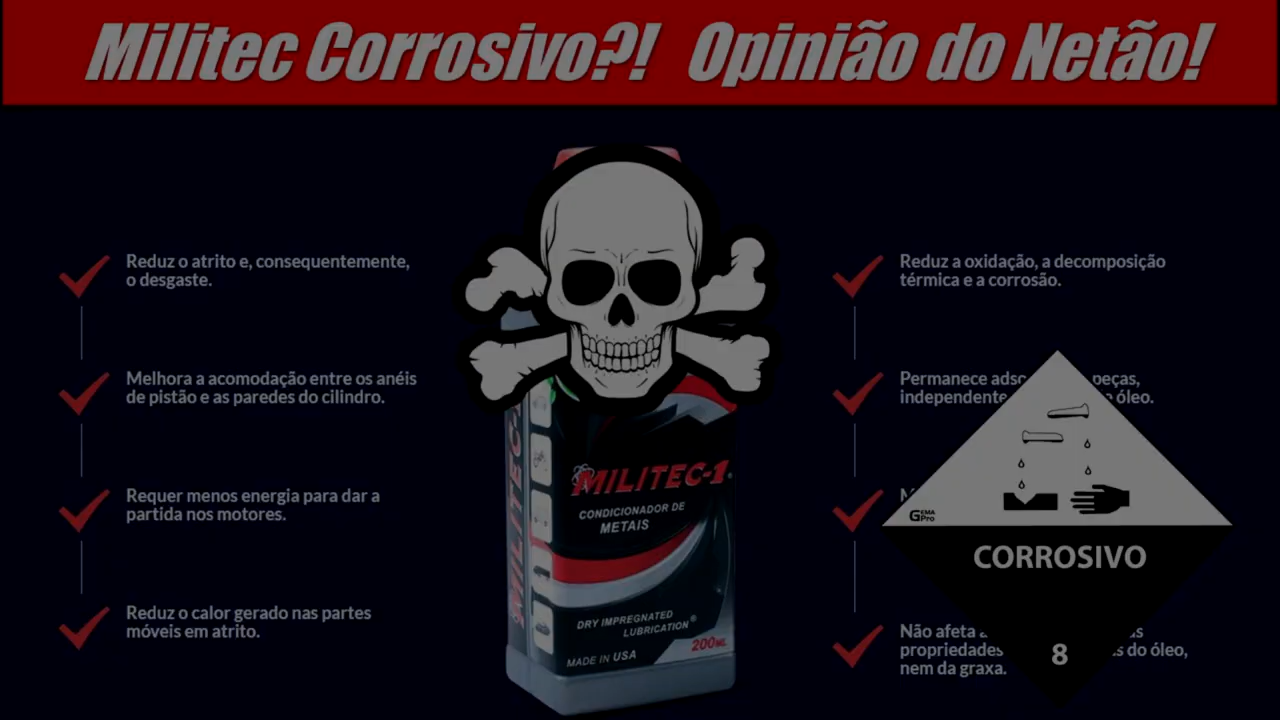 Militec Corrosivo?! Opinião do Netão!
Reduz o atrito e, consequentemente,
o desgaste.
Melhora a acomodação entre os anéis
de pistão e as paredes do cilindro.
Requer menos energia para dar a
partida nos motores.
Reduz o calor gerado nas partes
móveis em atrito.
MILITEC
MILITEC-1®
CONDICIONADOR DE
METAIS
DRY IMPREGNATED
LUBRICATION®
MADE IN USA
200ML
Reduz a oxidação, a decomposição
térmica e a corrosão.
Permanece peças,
independente óleo.
Não afeta
propriedades do óleo,
nem da graxa.
GEMA
Pro
CORROSIVO
8